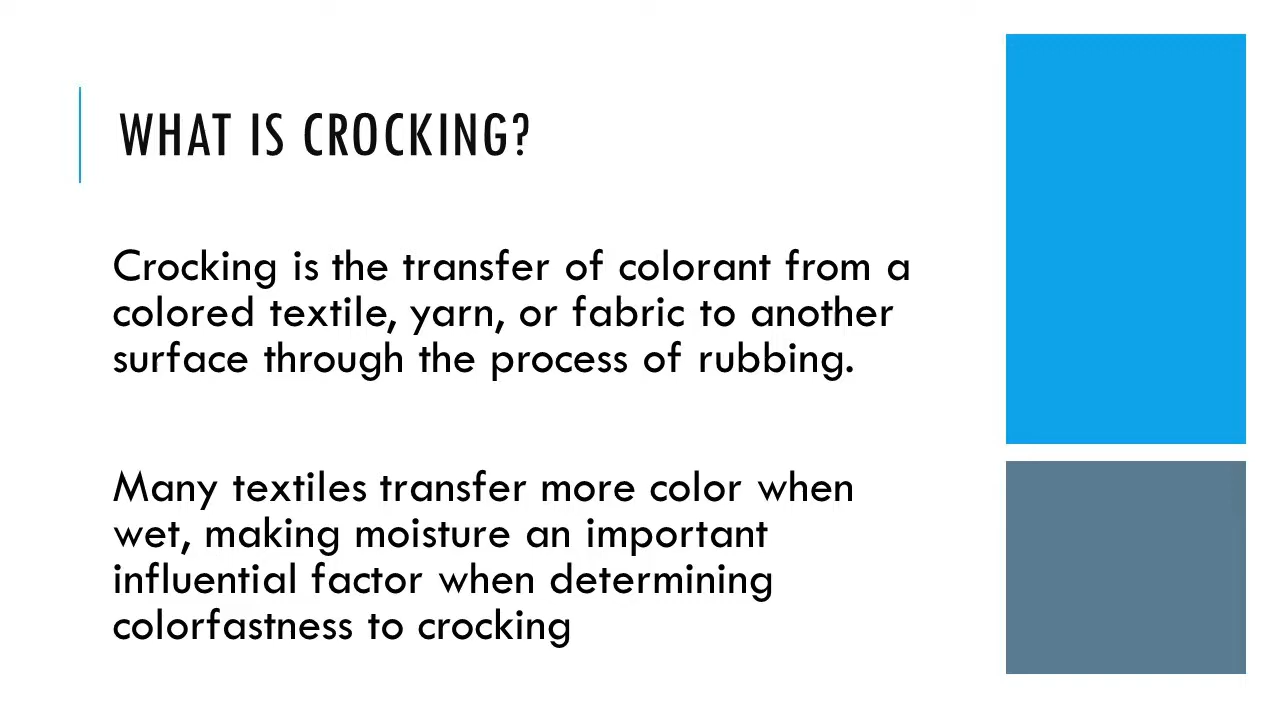 WHAT IS CROCKING?
Crocking is the transfer of colorant from a
colored textile, yarn, or fabric to another
surface through the process of rubbing.
Many textiles transfer more color when
wet, making moisture an important
influential factor when determining
colorfastness to crocking